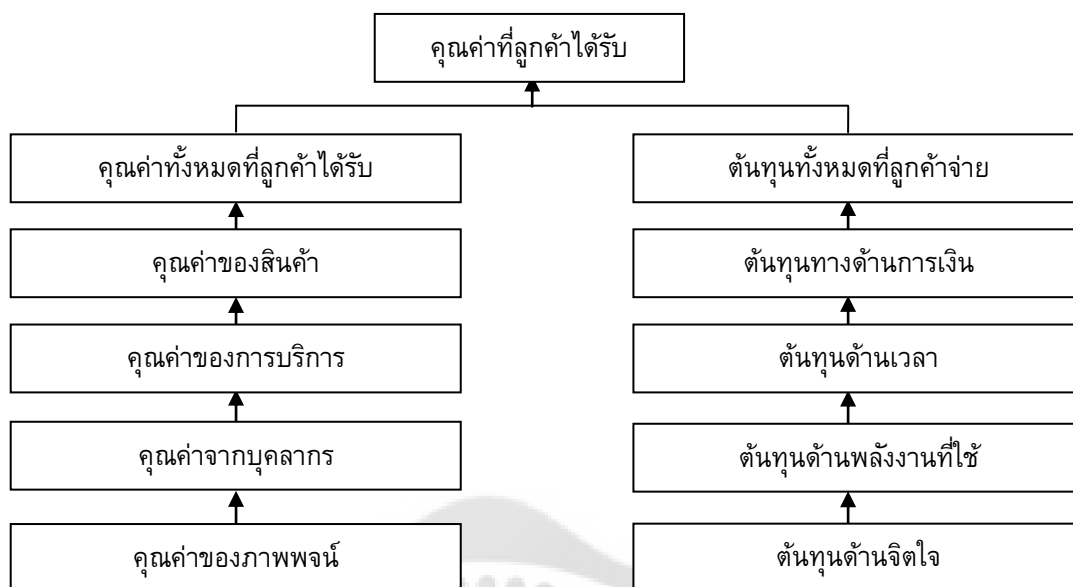 คุณค่าที่ลูกค้าได้รับ
คุณค่าทั้งหมดที่ลูกค้าได้รับ
ต้นทุนทั้งหมดที่ลูกค้าจ่าย
คุณค่าของสินค้า
ต้นทุนทางด้านการเงิน
คุณค่าของการบริการ
ต้นทุนด้านเวลา
คุณค่าจากบุคลากร
ต้นทุนด้านพลังงานที่ใช้
คุณค่าของภาพพจน์
ต้นทุนด้านจิตใจ